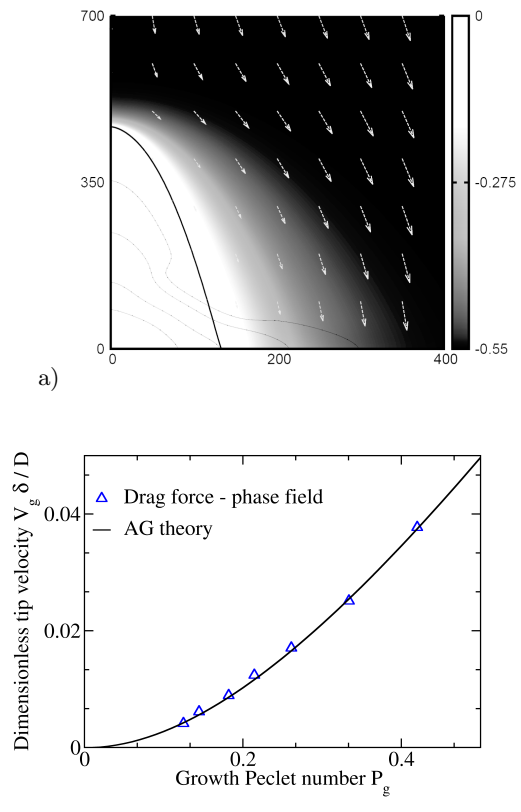 700
0
350
-0.275
0
-0.55
0
200
400
a)
Dimensionless tip velocity V_g δ / D
Drag force - phase field
AG theory
0.04
0.02
0
0.2
0.4
Growth Peclet number P_g